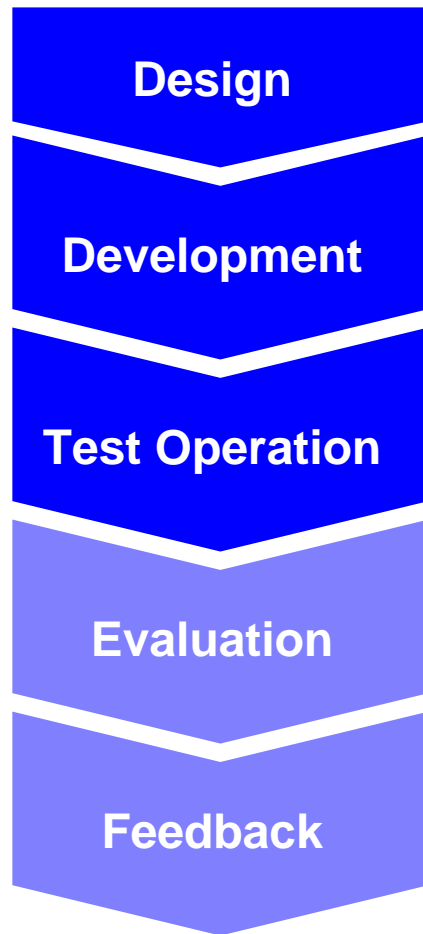 Design
Development
Test Operation
Evaluation
Feedback